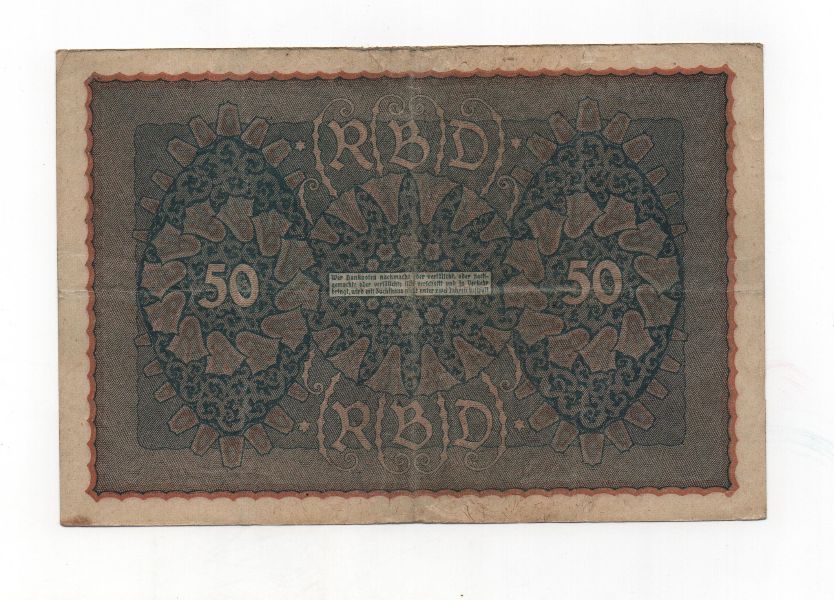 RBD
50
50
Wer Banknoten nachmacht oder verfälscht, oder nach-
gemachte oder verfälschte sich verschafft und in Verkehr
bringt, wird mit Zuchthaus nicht unter zwei Jahren bestraft
RBD